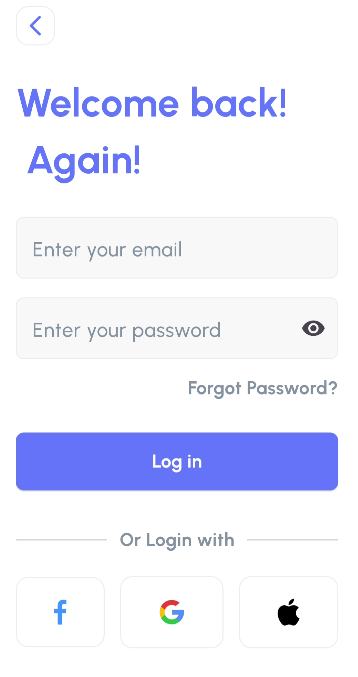 Welcome back!
Again!
Enter your email
Enter your password
Forgot Password?
Log in
Or Login with